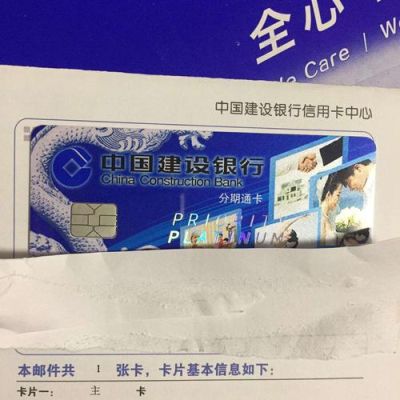 全心
Care | We
中国建设银行信用卡中心
中国建设银行
China Construction Bank
分期通卡
PLATINUM
本邮件共 1 张卡，卡片基本信息如下：
卡片一： 主 卡